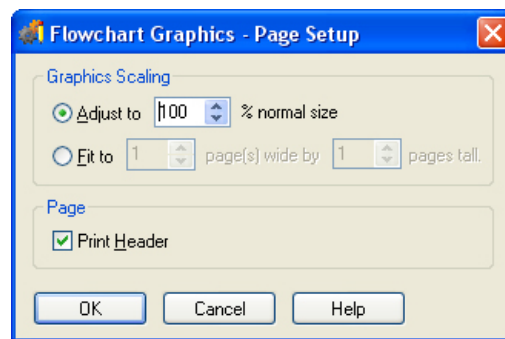 Flowchart Graphics - Page Setup
Graphics Scaling
Adjust to 100 % normal size
Fit to 1 page(s) wide by 1 pages tall.
Page
Print Header
OK Cancel Help